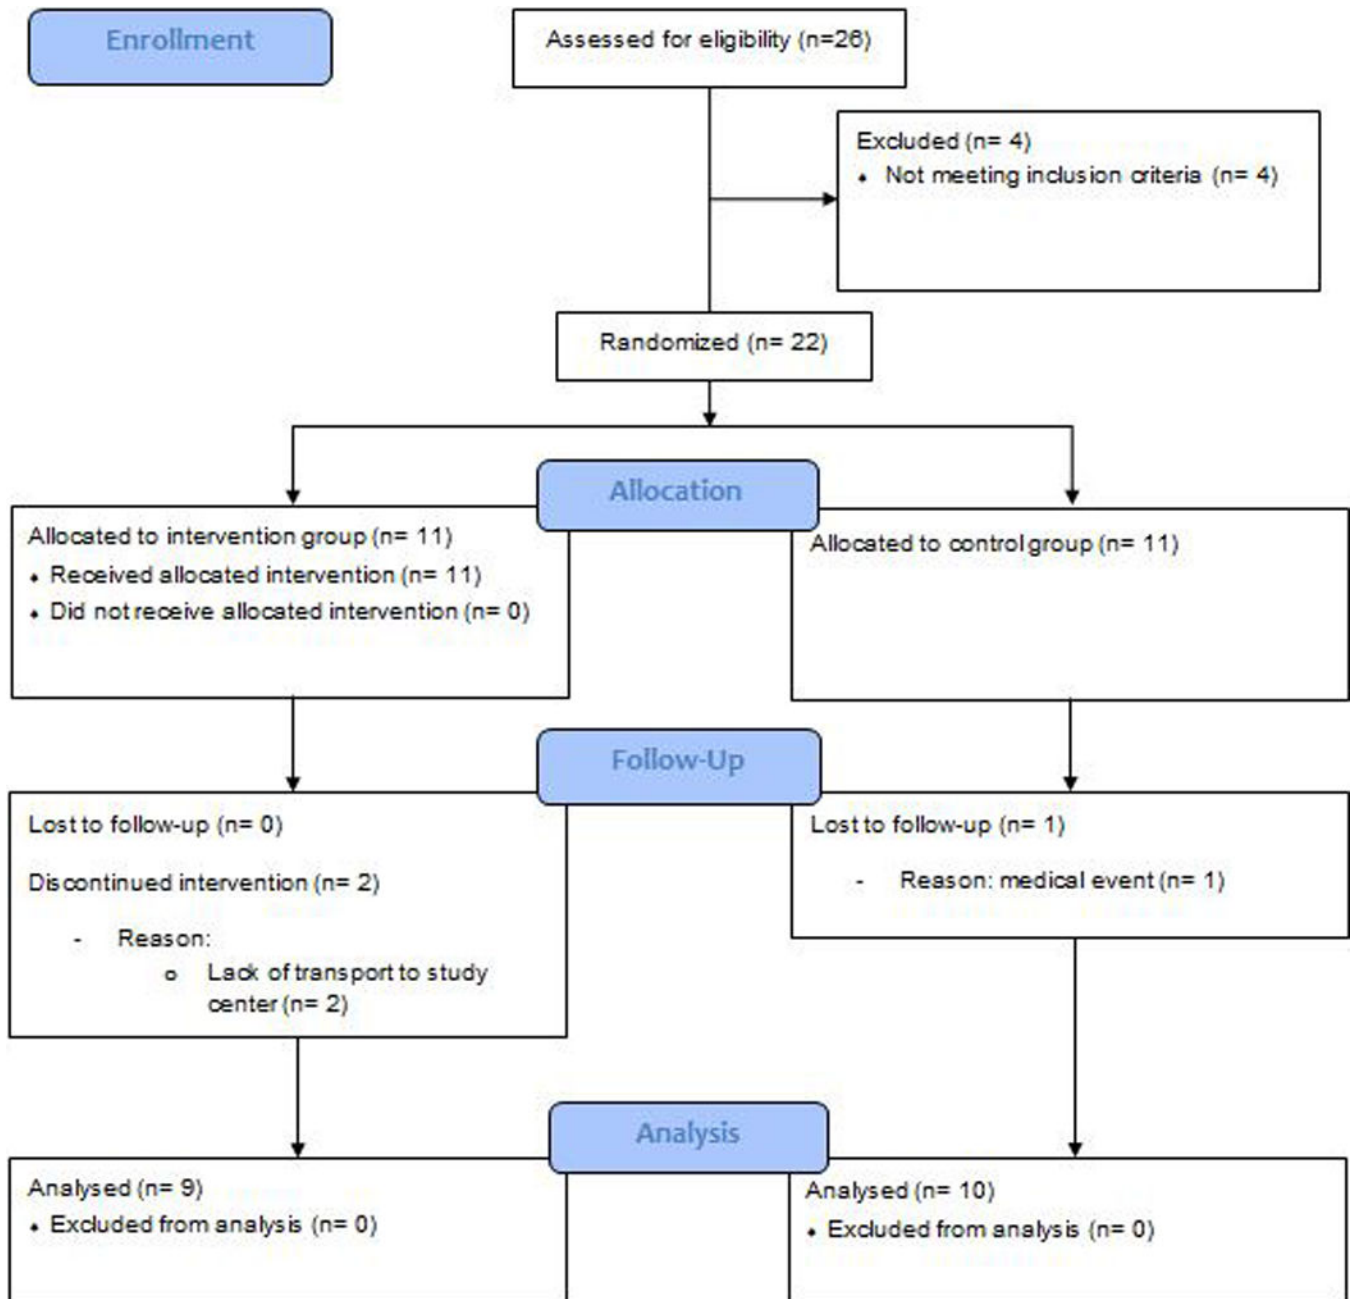 Enrollment
Assessed for eligibility (n=26)
Excluded (n= 4)
• Not meeting inclusion criteria (n= 4)
Randomized (n= 22)
Allocation
Allocated to intervention group (n= 11)
• Received allocated intervention (n= 11)
• Did not receive allocated intervention (n= 0)
Allocated to control group (n= 11)
Follow-Up
Lost to follow-up (n= 0)
Discontinued intervention (n= 2)
- Reason:
o Lack of transport to study
center (n= 2)
Lost to follow-up (n= 1)
- Reason: medical event (n= 1)
Analysis
Analysed (n= 9)
• Excluded from analysis (n= 0)
Analysed (n= 10)
• Excluded from analysis (n= 0)